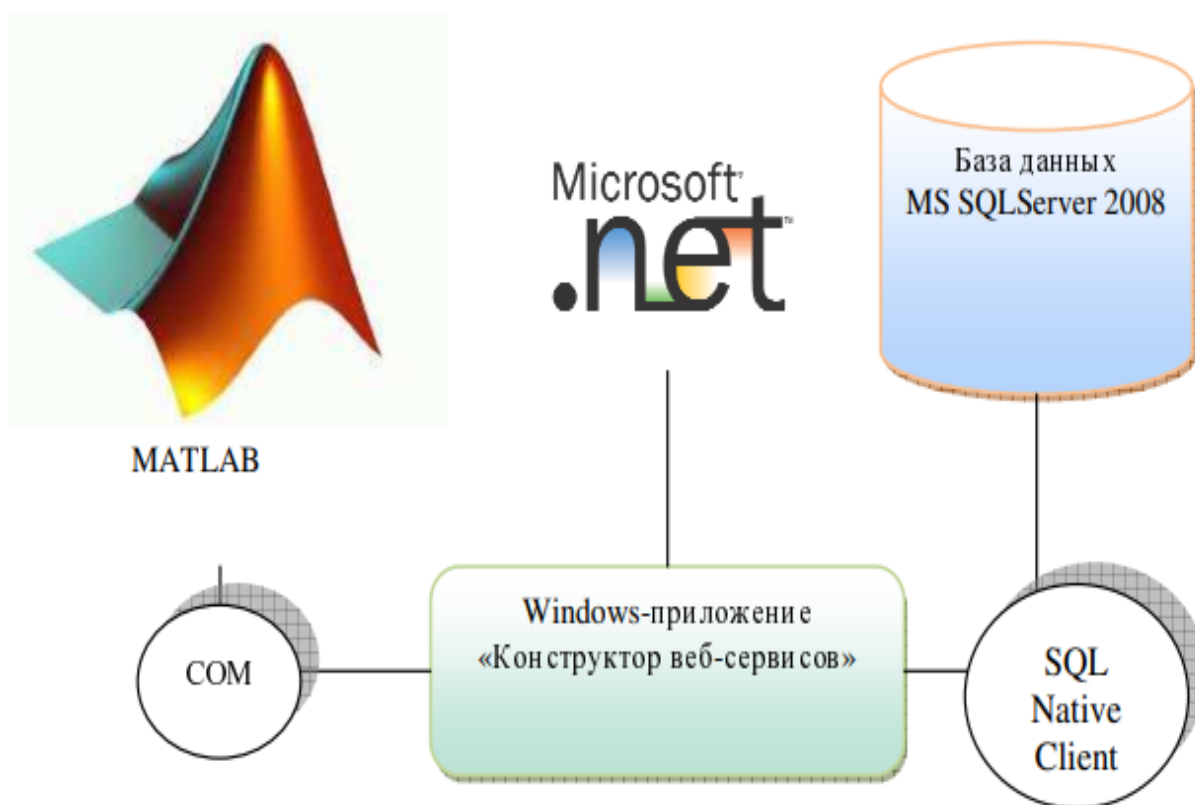 Microsoft
.net
База данных
MS SQLServer 2008
MATLAB
COM
Windows-приложение
«Конструктор веб-сервисов»
SQL
Native
Client